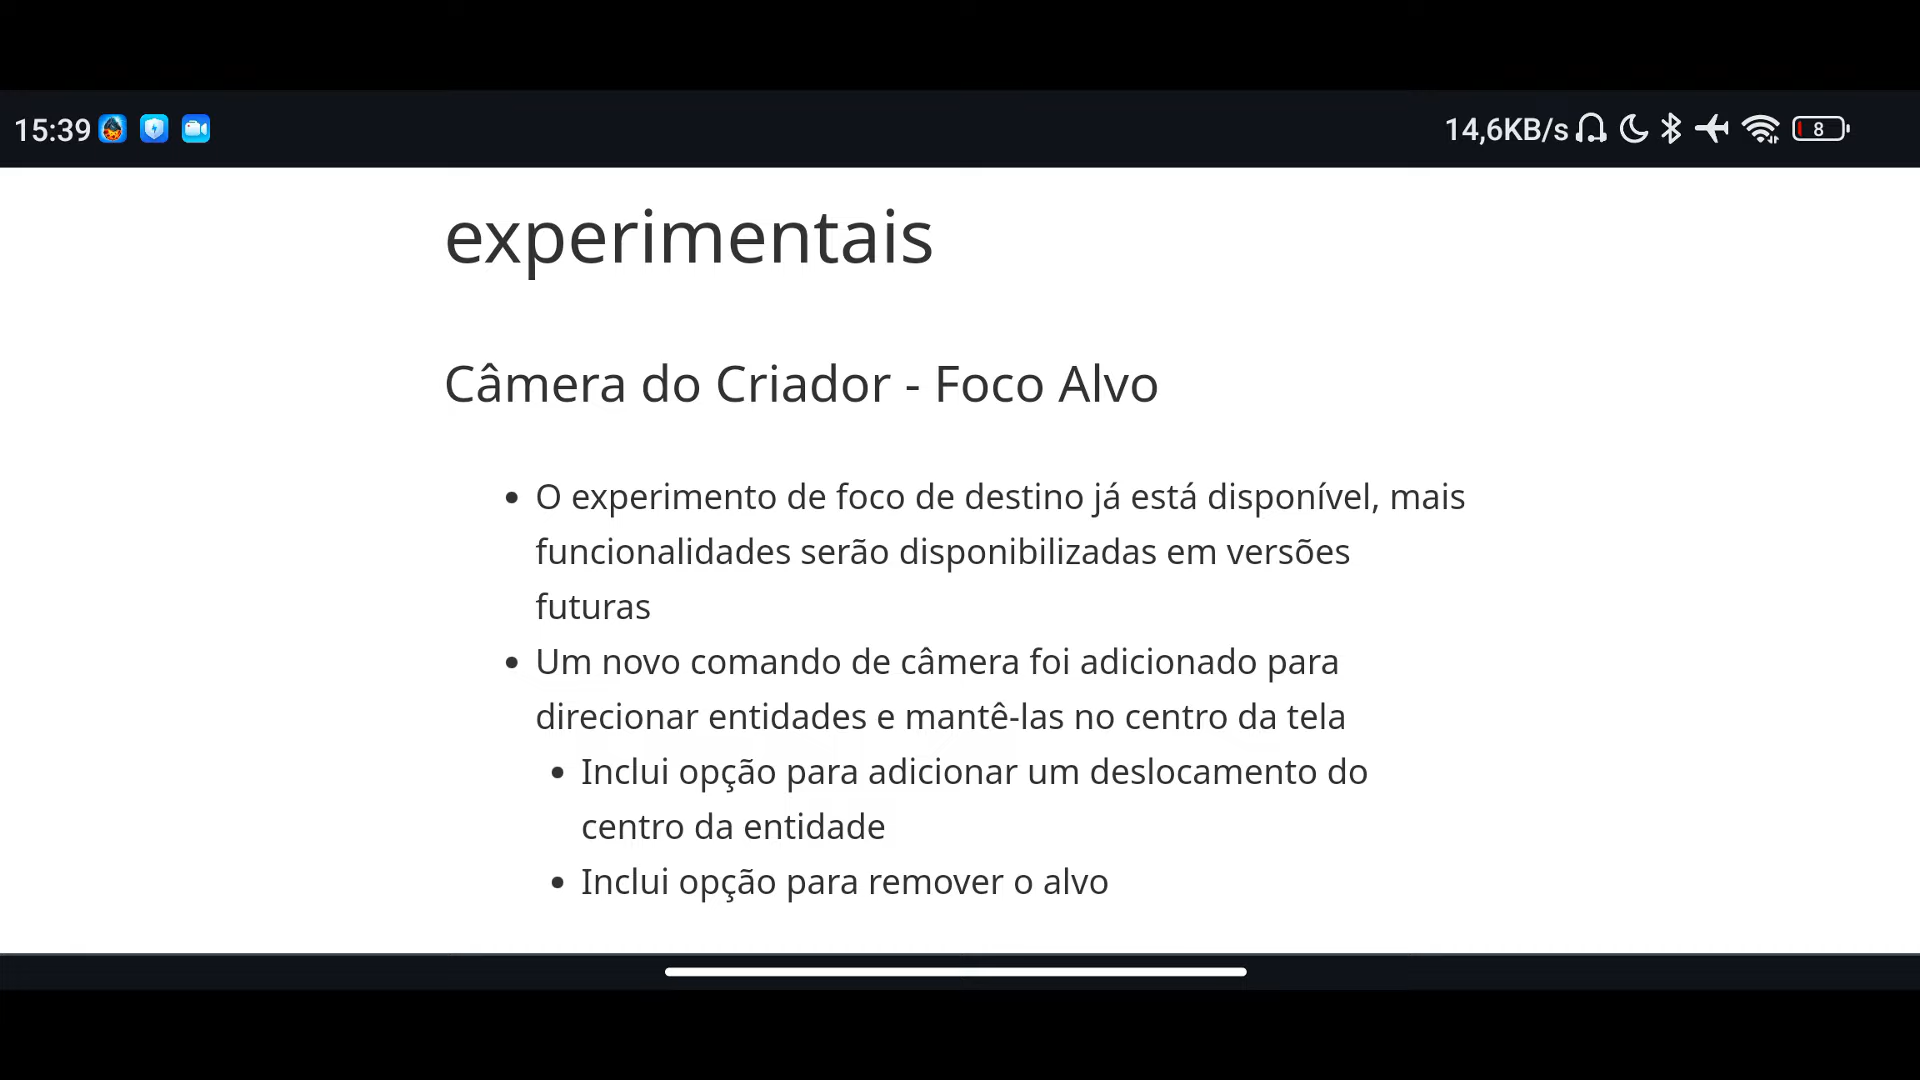 15:39 14,6KB/s 8
experimentais
Câmera do Criador - Foco Alvo
• O experimento de foco de destino já está disponível, mais
funcionalidades serão disponibilizadas em versões
futuras
• Um novo comando de câmera foi adicionado para
direcionar entidades e mantê-las no centro da tela
• Inclui opção para adicionar um deslocamento do
centro da entidade
• Inclui opção para remover o alvo